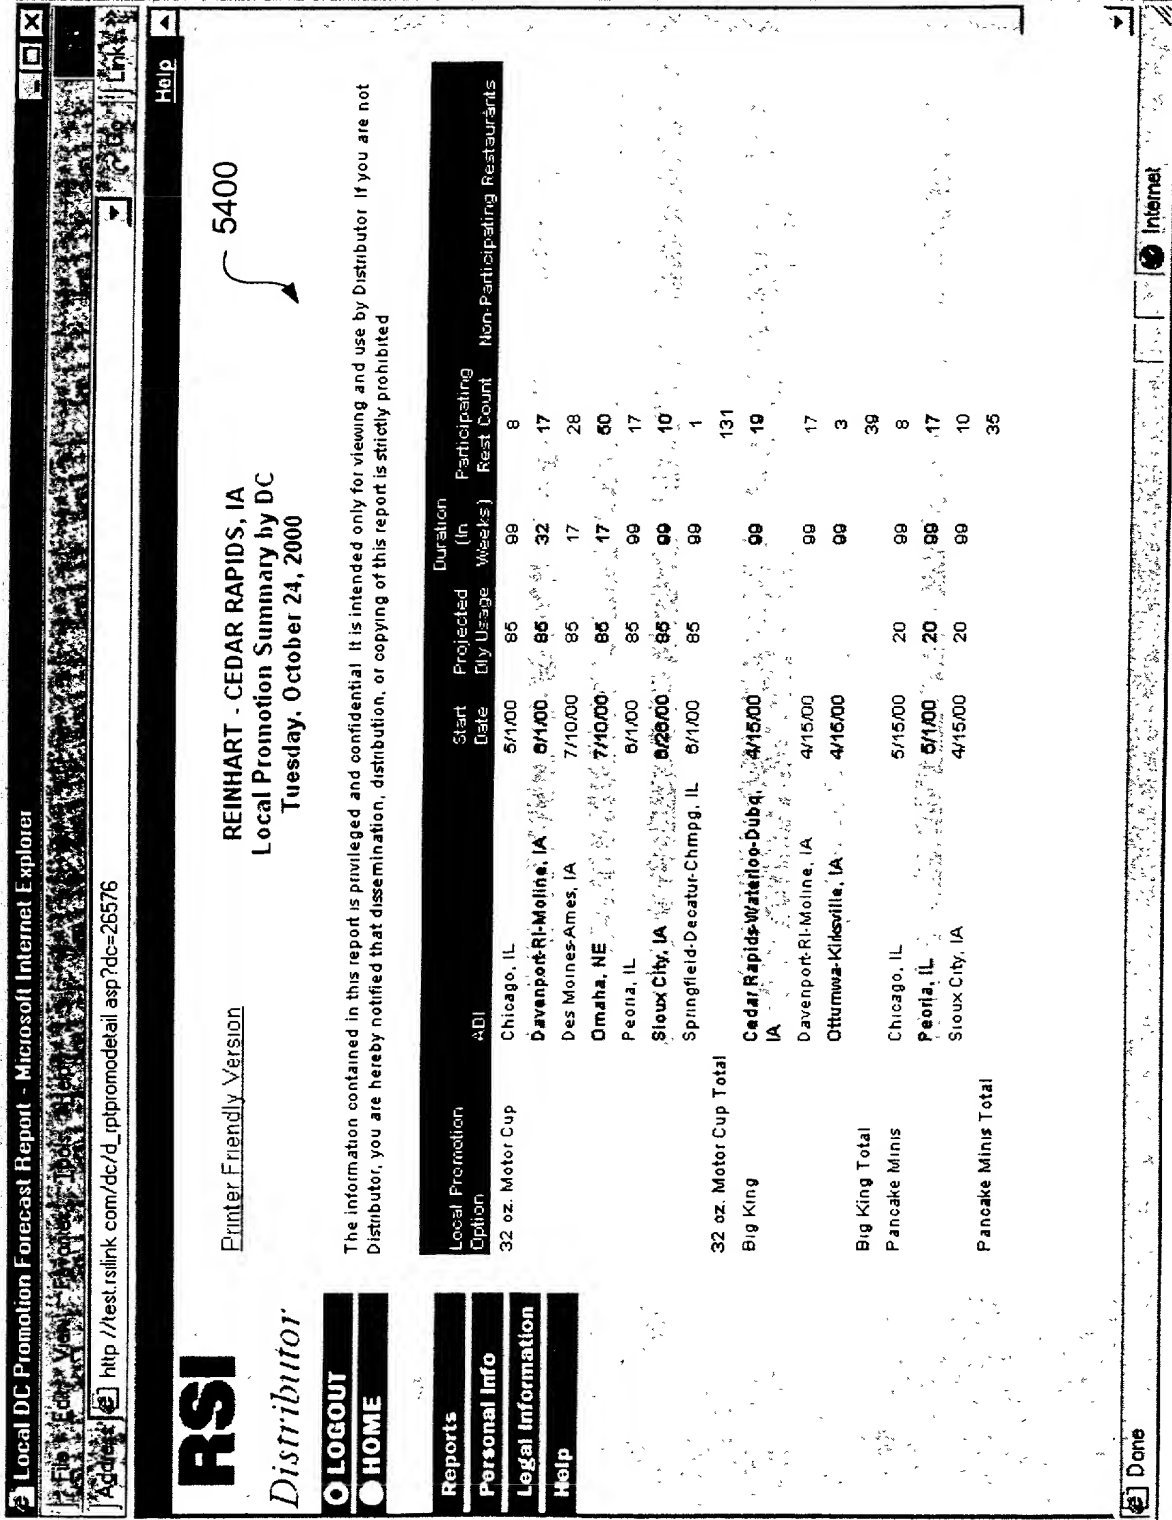 Local DC Promotion Forecast Report - Microsoft Internet Explorer
File Edit View Favorites Tools Help
Address http //test.rsilink com/dc/d_rptpromodetail asp?dc=26576 Go Links
Help
RSI
Distributor
LOGOUT
HOME
Reports
Personal Info
Legal Information
Help
Printer Friendly Version
REINHART - CEDAR RAPIDS, IA
Local Promotion Summary by DC
Tuesday, October 24, 2000
5400
The information contained in this report is privileged and confidential It is intended only for viewing and use by Distributor If you are not
Distributor, you are hereby notified that dissemination, distribution, or copying of this report is strictly prohibited
Local Promotion Option ADI Start Date Projected Dly Usage Duration (In Weeks) Participating Rest Count Non-Participating Restaurants
32 oz. Motor Cup Chicago, IL 5/1/00 85 99 8
Davenport-RI-Moline, IA 6/1/00 85 32 17
Des Moines-Ames, IA 7/10/00 85 17 28
Omaha, NE 7/10/00 85 17 50
Peoria, IL 6/1/00 85 99 17
Sioux City, IA 6/26/00 85 99 10
Springfield-Decatur-Chmpg, IL 6/1/00 85 99 1
32 oz. Motor Cup Total 131
Big King Cedar Rapids-Waterloo-Dubq, 4/15/00 99 19
IA
Davenport-RI-Moline, IA 4/15/00 99 17
Ottumwa-Kirksville, IA 4/15/00 99 3
Big King Total 39
Pancake Minis Chicago, IL 5/15/00 20 99 8
Peoria, IL 5/1/00 20 99 17
Sioux City, IA 4/15/00 20 99 10
Pancake Minis Total 35
Done
Internet